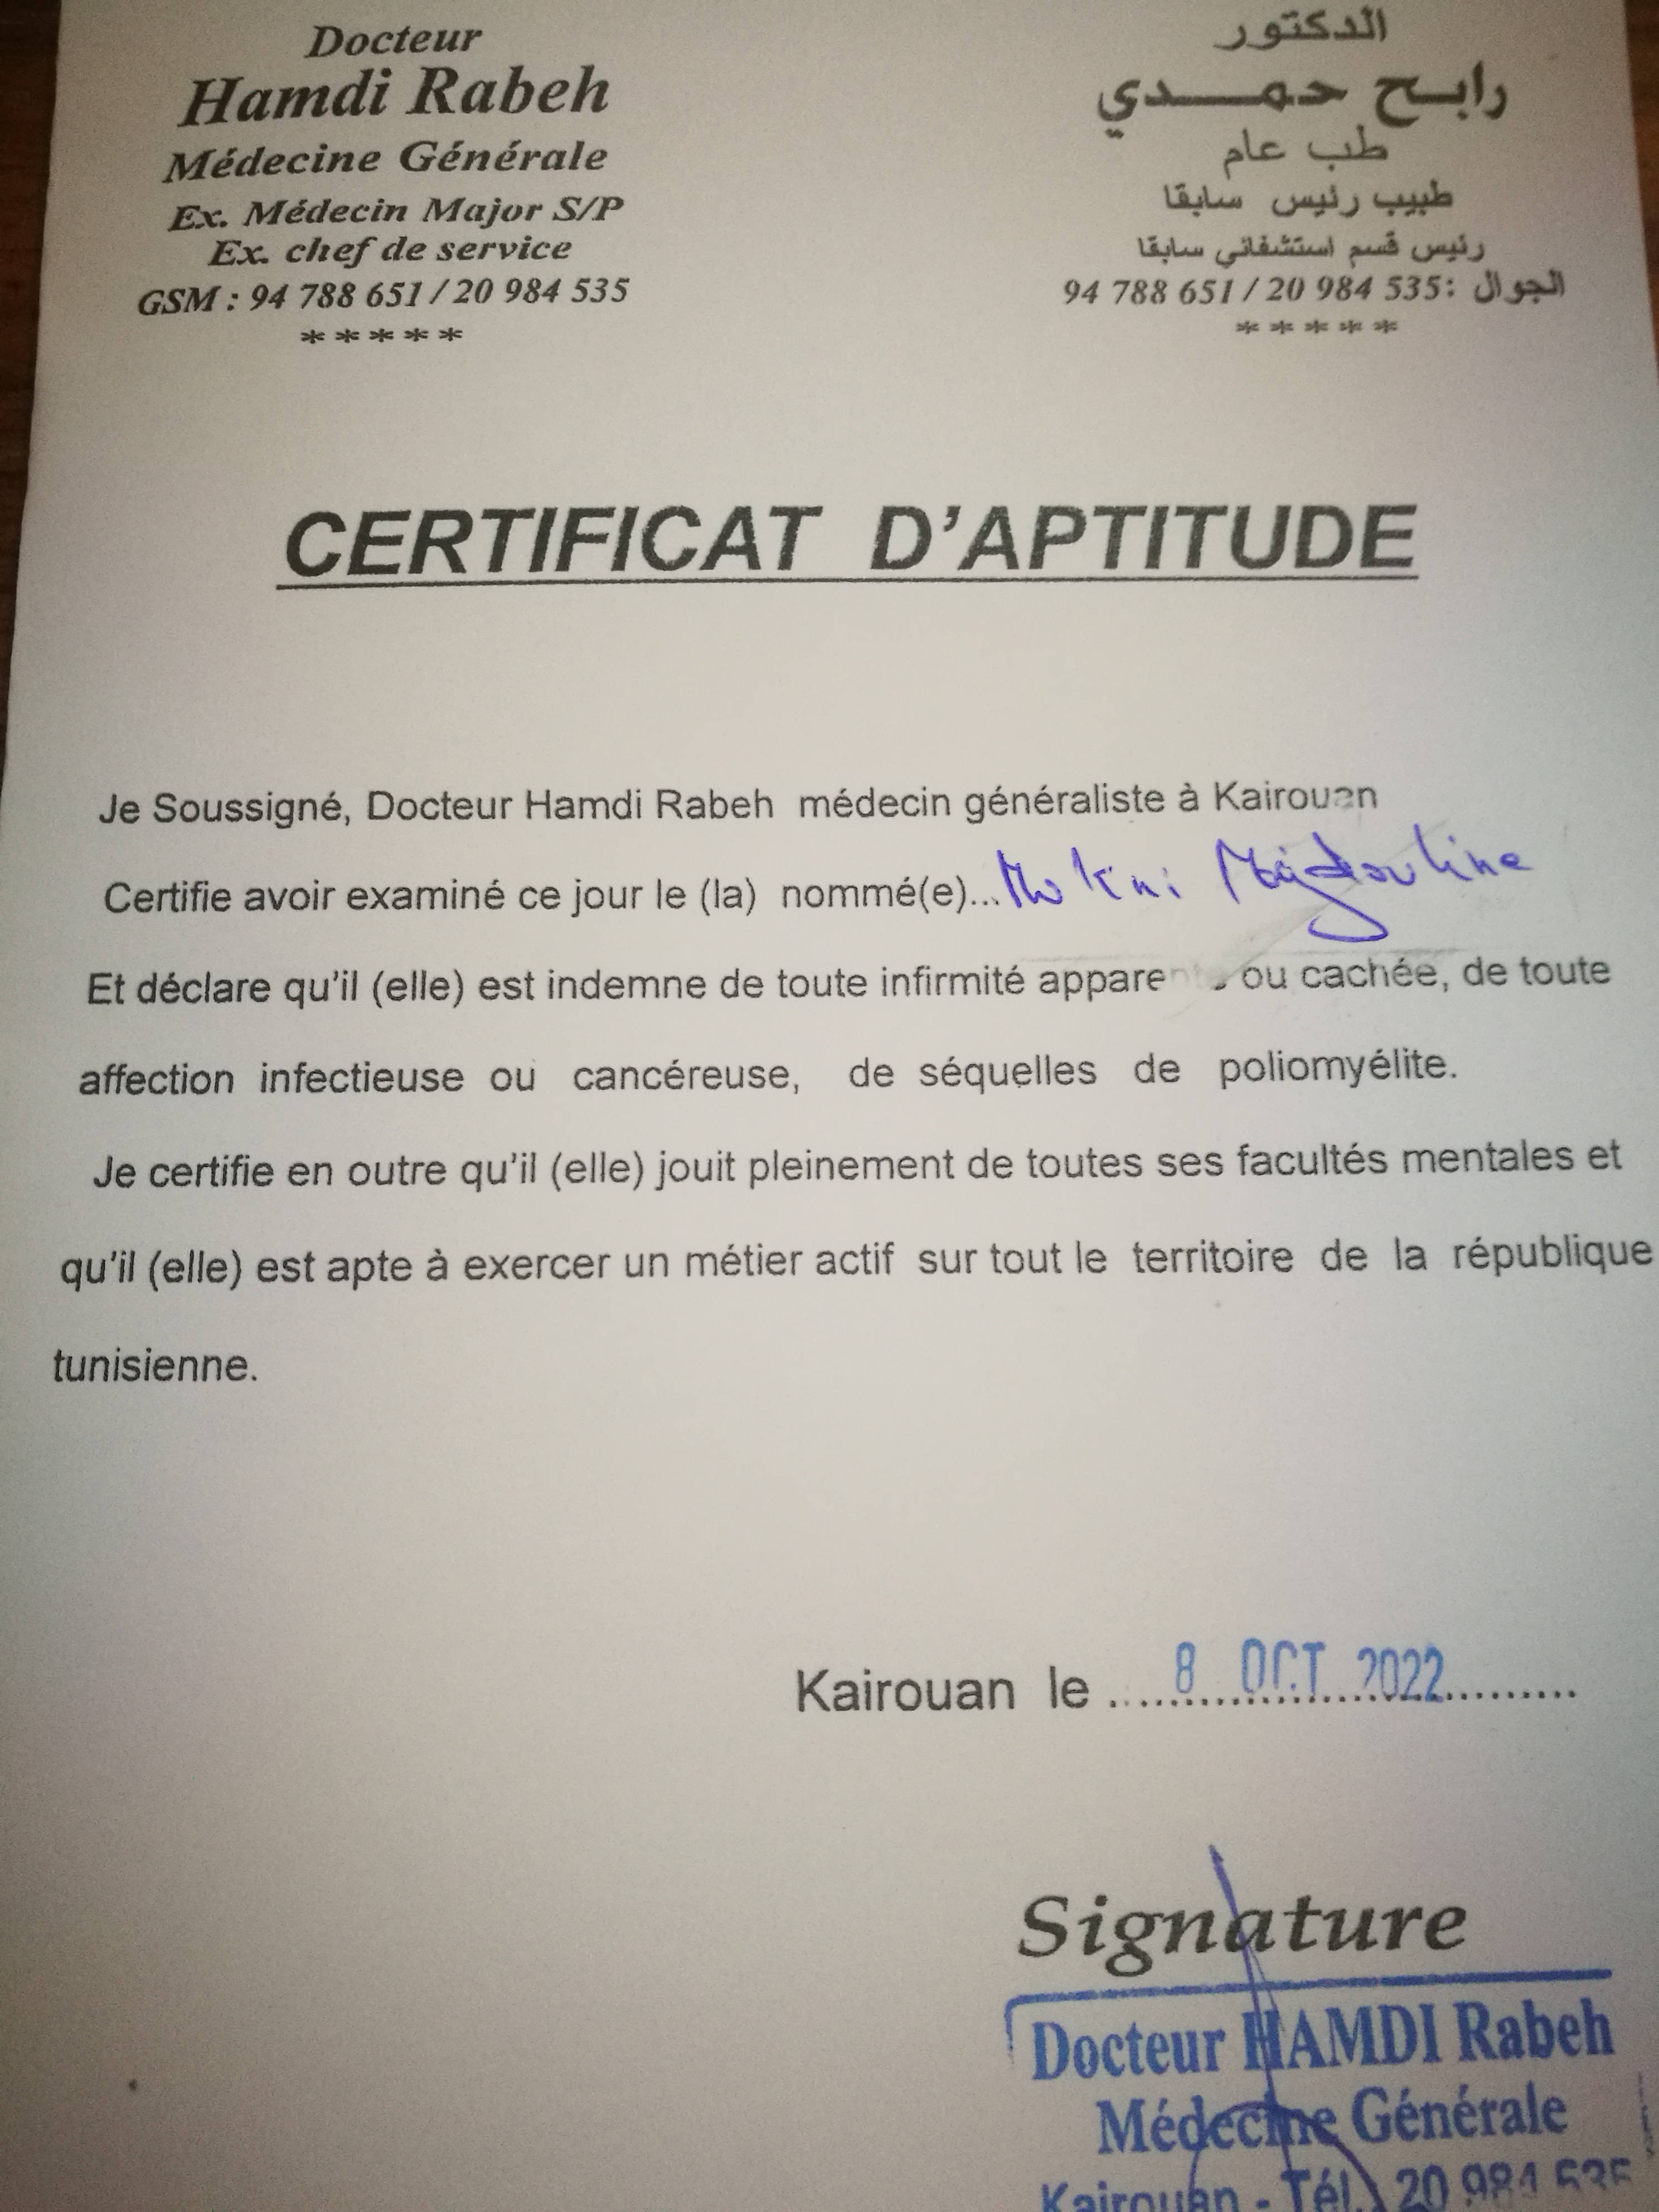 Docteur
Hamdi Rabeh
Médecine Générale
Ex. Médecin Major S/P
Ex. chef de service
GSM : 94 788 651 / 20 984 535
*****
الدكتور
رابح حمدي
طب عام
طبيب رئيس سابقا
رئيس قسم استشفائي سابقا
الجوال :94 788 651 / 20 984 535
*****
CERTIFICAT D'APTITUDE
Je Soussigné, Docteur Hamdi Rabeh médecin généraliste à Kairouan
Certifie avoir examiné ce jour le (la) nommé(e)... Mokni
Et déclare qu'il (elle) est indemne de toute infirmité apparente ou cachée, de toute
affection infectieuse ou cancéreuse, de séquelles de poliomyélite.
Je certifie en outre qu'il (elle) jouit pleinement de toutes ses facultés mentales et
qu'il (elle) est apte à exercer un métier actif sur tout le territoire de la république
tunisienne.
Kairouan le 8 OCT 2022
Signature
Docteur HAMDI Rabeh
Médecine Générale
Kairouan - Tél. 20 984 535